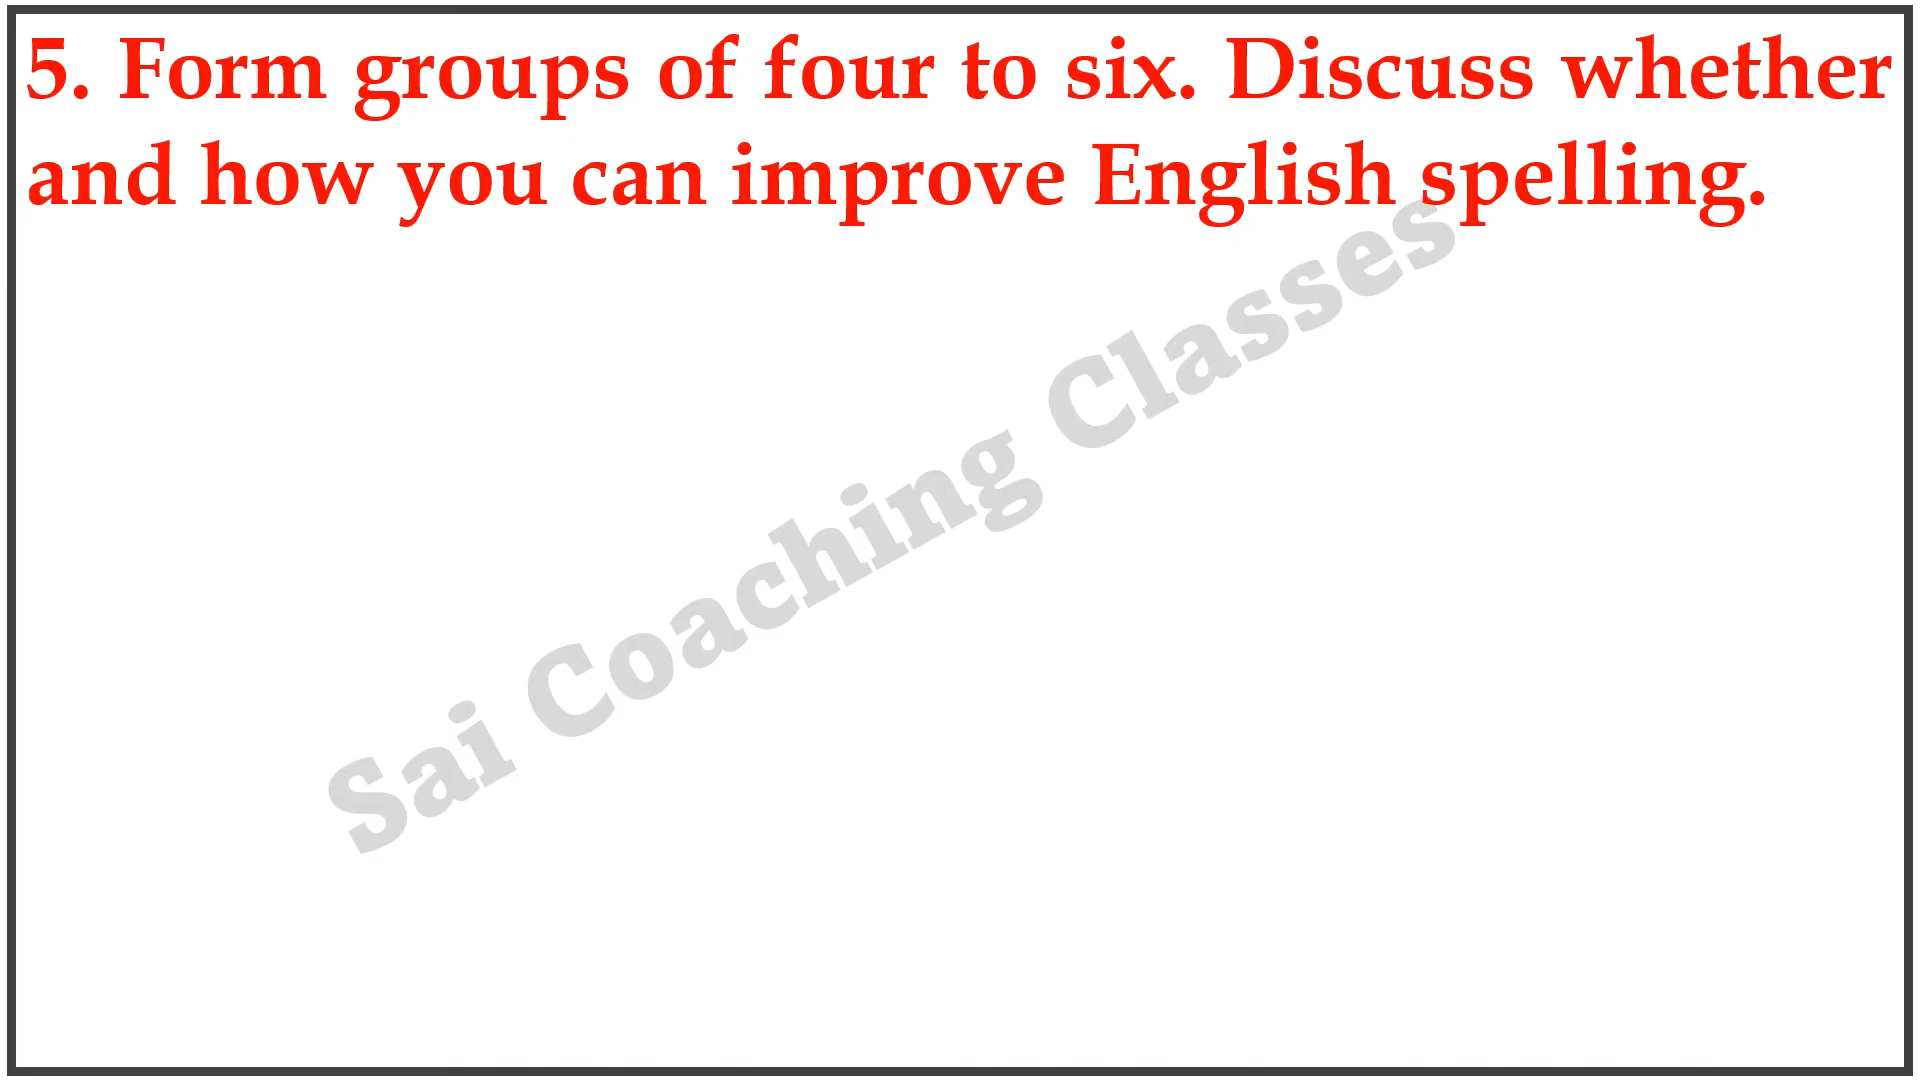 5. Form groups of four to six. Discuss whether
and how you can improve English spelling.
Sai Coaching Classes